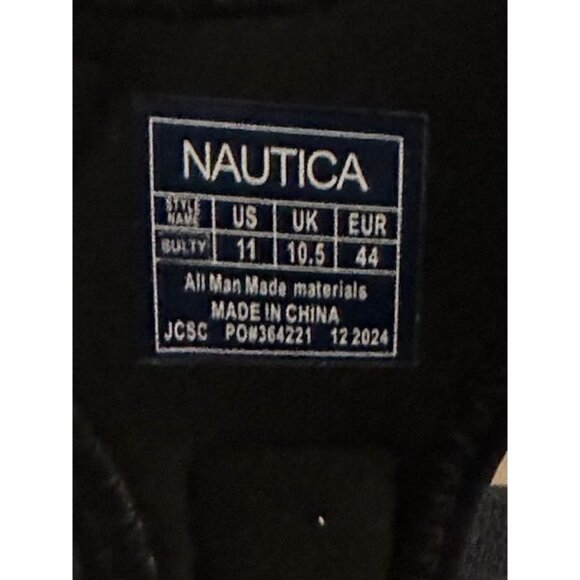 NAUTICA
STYLE NAME US UK EUR
BULTY 11 10.5 44
All Man Made materials
MADE IN CHINA
JCSC PO#364221 12 2024